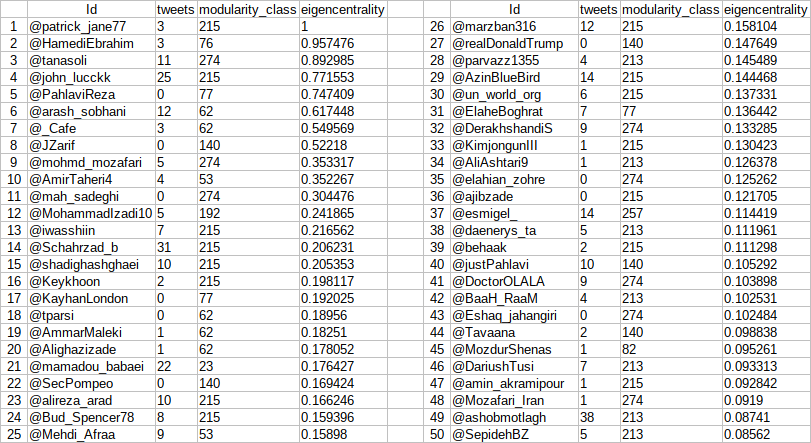 Id tweets modularity_class eigencentrality Id tweets modularity_class eigencentrality
1 @patrick_jane77 3 215 1 26 @marzban316 12 215 0.158104
2 @HamediEbrahim 3 76 0.957476 27 @realDonaldTrump 0 140 0.147649
3 @tanasoli 11 274 0.892985 28 @parvazz1355 4 213 0.145489
4 @john_lucckk 25 215 0.771553 29 @AzinBlueBird 14 215 0.144468
5 @PahlaviReza 0 77 0.747409 30 @un_world_org 6 215 0.137331
6 @arash_sobhani 12 62 0.617448 31 @ElaheBoghrat 7 77 0.136442
7 @_Cafe 3 62 0.549569 32 @DerakhshandiS 9 274 0.133285
8 @JZarif 0 140 0.52218 33 @KimjongunIII 1 215 0.130423
9 @mohmd_mozafari 5 274 0.353317 34 @AliAshtari9 1 213 0.126378
10 @AmirTaheri4 4 53 0.352267 35 @elahian_zohre 0 274 0.125262
11 @mah_sadeghi 0 274 0.304476 36 @ajibzade 0 215 0.121705
12 @MohammadIzadi10 5 192 0.241865 37 @esmigel_ 14 257 0.114419
13 @iwasshiin 7 215 0.216562 38 @daenerys_ta 5 213 0.111961
14 @Schahrzad_b 31 215 0.206231 39 @behaak 2 215 0.111298
15 @shadighashghaei 10 215 0.205353 40 @justPahlavi 10 140 0.105292
16 @Keykhoon 2 215 0.198117 41 @DoctorOLALA 9 274 0.103898
17 @KayhanLondon 0 77 0.192025 42 @BaaH_RaaM 4 213 0.102531
18 @tparsi 0 62 0.18956 43 @Eshaq_jahangiri 0 274 0.102484
19 @AmmarMaleki 1 62 0.18251 44 @Tavaana 2 140 0.098838
20 @Alighazizade 1 62 0.178052 45 @MozdurShenas 1 82 0.095261
21 @mamadou_babaei 22 23 0.176427 46 @DariushTusi 7 213 0.093313
22 @SecPompeo 0 140 0.169424 47 @amin_akramipour 1 215 0.092842
23 @alireza_arad 10 215 0.166246 48 @Mozafari_Iran 1 274 0.0919
24 @Bud_Spencer78 8 215 0.159396 49 @ashobmotlagh 38 213 0.08741
25 @Mehdi_Afraa 9 53 0.15898 50 @SepidehBZ 5 213 0.08562